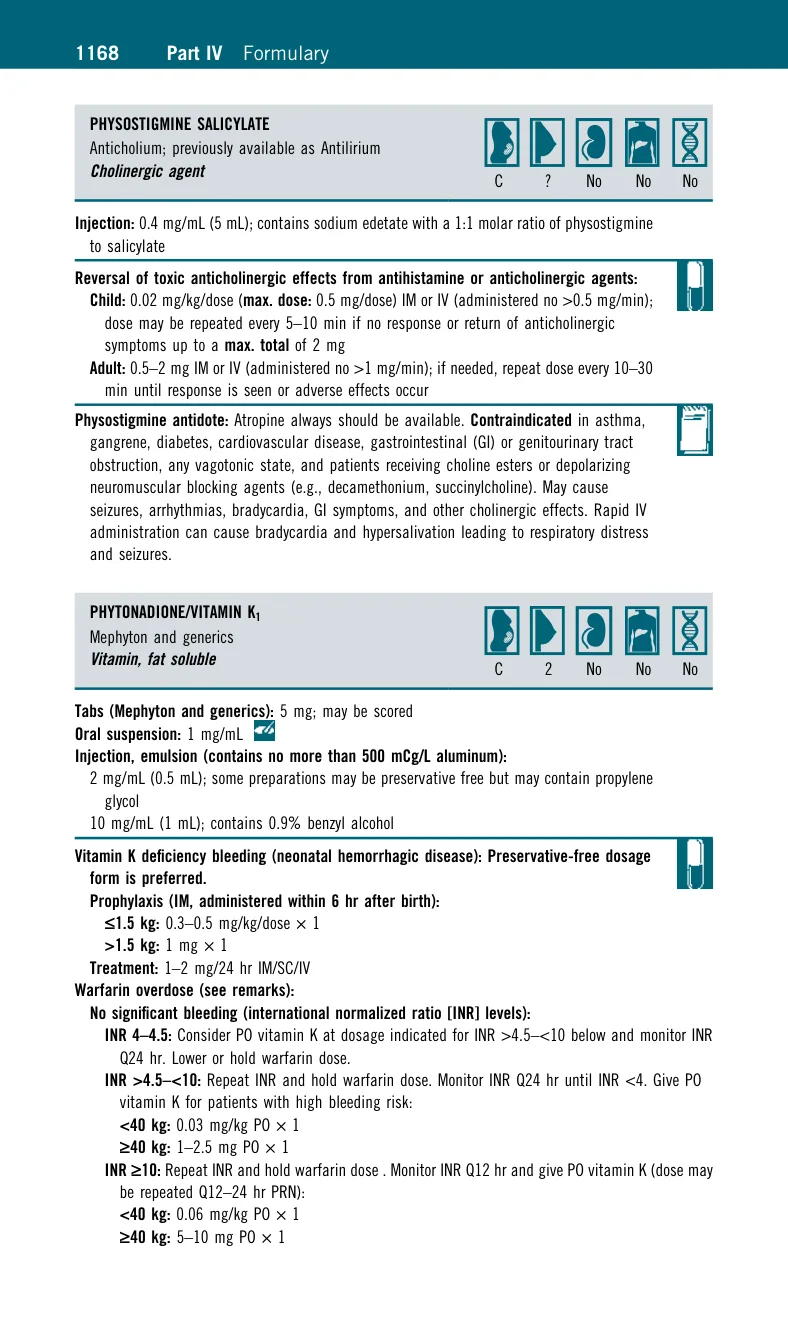 1168 Part IV Formulary
PHYSOSTIGMINE SALICYLATE
Anticholium; previously available as Antilirium
Cholinergic agent
C ? No No No
Injection: 0.4 mg/mL (5 mL); contains sodium edetate with a 1:1 molar ratio of physostigmine
to salicylate
Reversal of toxic anticholinergic effects from antihistamine or anticholinergic agents:
Child: 0.02 mg/kg/dose (max. dose: 0.5 mg/dose) IM or IV (administered no >0.5 mg/min);
dose may be repeated every 5–10 min if no response or return of anticholinergic
symptoms up to a max. total of 2 mg
Adult: 0.5–2 mg IM or IV (administered no >1 mg/min); if needed, repeat dose every 10–30
min until response is seen or adverse effects occur
Physostigmine antidote: Atropine always should be available. Contraindicated in asthma,
gangrene, diabetes, cardiovascular disease, gastrointestinal (GI) or genitourinary tract
obstruction, any vagotonic state, and patients receiving choline esters or depolarizing
neuromuscular blocking agents (e.g., decamethonium, succinylcholine). May cause
seizures, arrhythmias, bradycardia, GI symptoms, and other cholinergic effects. Rapid IV
administration can cause bradycardia and hypersalivation leading to respiratory distress
and seizures.
PHYTONADIONE/VITAMIN K₁
Mephyton and generics
Vitamin, fat soluble
C 2 No No No
Tabs (Mephyton and generics): 5 mg; may be scored
Oral suspension: 1 mg/mL
Injection, emulsion (contains no more than 500 mCg/L aluminum):
2 mg/mL (0.5 mL); some preparations may be preservative free but may contain propylene
glycol
10 mg/mL (1 mL); contains 0.9% benzyl alcohol
Vitamin K deficiency bleeding (neonatal hemorrhagic disease): Preservative-free dosage
form is preferred.
Prophylaxis (IM, administered within 6 hr after birth):
≤1.5 kg: 0.3–0.5 mg/kg/dose × 1
>1.5 kg: 1 mg × 1
Treatment: 1–2 mg/24 hr IM/SC/IV
Warfarin overdose (see remarks):
No significant bleeding (international normalized ratio [INR] levels):
INR 4–4.5: Consider PO vitamin K at dosage indicated for INR >4.5–<10 below and monitor INR
Q24 hr. Lower or hold warfarin dose.
INR >4.5–<10: Repeat INR and hold warfarin dose. Monitor INR Q24 hr until INR <4. Give PO
vitamin K for patients with high bleeding risk:
<40 kg: 0.03 mg/kg PO × 1
≥40 kg: 1–2.5 mg PO × 1
INR ≥10: Repeat INR and hold warfarin dose . Monitor INR Q12 hr and give PO vitamin K (dose may
be repeated Q12–24 hr PRN):
<40 kg: 0.06 mg/kg PO × 1
≥40 kg: 5–10 mg PO × 1